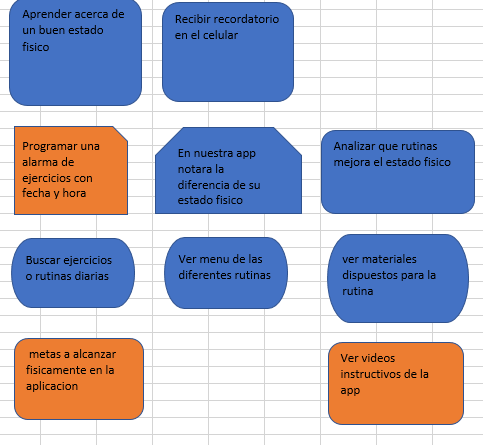 Aprender acerca de
un buen estado
fisico
Recibir recordatorio
en el celular
Programar una
alarma de
ejercicios con
fecha y hora
En nuestra app
notara la
diferencia de su
estado fisico
Analizar que rutinas
mejora el estado fisico
Buscar ejercicios
o rutinas diarias
Ver menu de las
diferentes rutinas
ver materiales
dispuestos para la
rutina
metas a alcanzar
fisicamente en la
aplicacion
Ver videos
instructivos de la
app